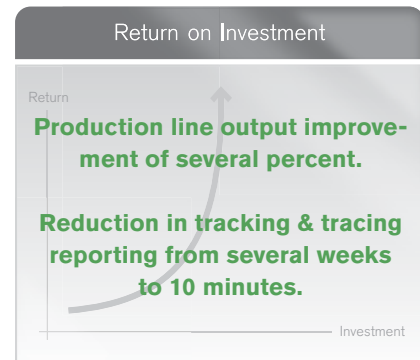 Return on Investment
Return
Production line output improve-
ment of several percent.
Reduction in tracking & tracing
reporting from several weeks
to 10 minutes.
Investment